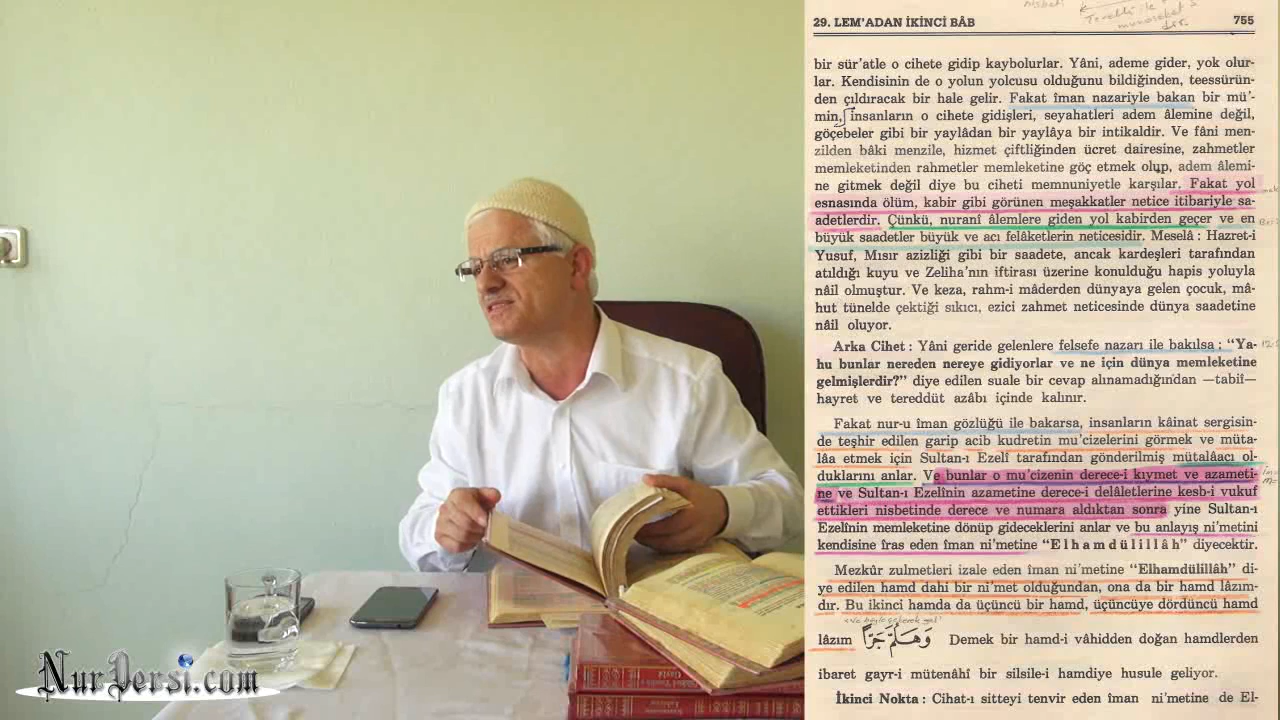 29. LEM'ADAN İKİNCİ BÂB 755
bir sür'atle o cihete gidip kaybolurlar. Yâni, ademe gider, yok olur-
lar. Kendisinin de o yolun yolcusu olduğunu bildiğinden, teessürün-
den çıldıracak bir hale gelir. Fakat îman nazariyle bakan bir mü'-
min, insanların o cihete gidişleri, seyahatleri adem âlemine değil,
göçebeler gibi bir yaylâdan bir yaylâya bir intikaldir. Ve fâni men-
zilden bâki menzile, hizmet çiftliğinden ücret dairesine, zahmetler
memleketinden rahmetler memleketine göç etmek olup, adem âlemi-
ne gitmek değil diye bu ciheti memnuniyetle karşılar. Fakat yol
esnasında ölüm, kabir gibi görünen meşakkatler netice itibariyle sa-
adetlerdir. Çünkü, nuranî âlemlere giden yol kabirden geçer ve en
büyük saadetler büyük ve acı felâketlerin neticesidir. Meselâ: Hazret-i
Yusuf, Mısır azizliği gibi bir saadete, ancak kardeşleri tarafından
atıldığı kuyu ve Zeliha'nın iftirası üzerine konulduğu hapis yoluyla
nâil olmuştur. Ve keza, rahm-i mâderden dünyaya gelen çocuk, mâ-
hut tünelde çektiği sıkıcı, ezici zahmet neticesinde dünya saadetine
nâil oluyor.
Arka Cihet: Yâni geride gelenlere felsefe nazarı ile bakılsa; "Ya-
hu bunlar nereden nereye gidiyorlar ve ne için dünya memleketine
gelmişlerdir?" diye edilen suale bir cevap alınamadığından —tabiî—
hayret ve tereddüt azâbı içinde kalınır.
Fakat nur-u îman gözlüğü ile bakarsa, insanların kâinat sergisin-
de teşhir edilen garip acib kudretin mu'cizelerini görmek ve müta-
lâa etmek için Sultan-ı Ezelî tarafından gönderilmiş mütalâacı ol-
duklarını anlar. Ve bunlar o mu'cizenin derece-i kıymet ve azameti-
ne ve Sultan-ı Ezelînin azametine derece-i delâletlerine kesb-i vukuf
ettikleri nisbetinde derece ve numara aldıktan sonra yine Sultan-ı
Ezelînin memleketine dönüp gideceklerini anlar ve bu anlayış ni'metini
kendisine îras eden îman ni'metine "Elhamdülillâh" diyecektir.
Mezkûr zulmetleri izale eden îman ni'metine "Elhamdülillâh" di-
ye edilen hamd dahi bir ni'met olduğundan, ona da bir hamd lâzım-
dır. Bu ikinci hamda da üçüncü bir hamd, üçüncüye dördüncü hamd
lâzım وَهَلُمَّ جَرًّا Demek bir hamd-i vâhidden doğan hamdlerden
ibaret gayr-i mütenâhî bir silsile-i hamdiye husule geliyor.
İkinci Nokta: Cihat-ı sitteyi tenvir eden îman ni'metine de El-
NurDersi.com